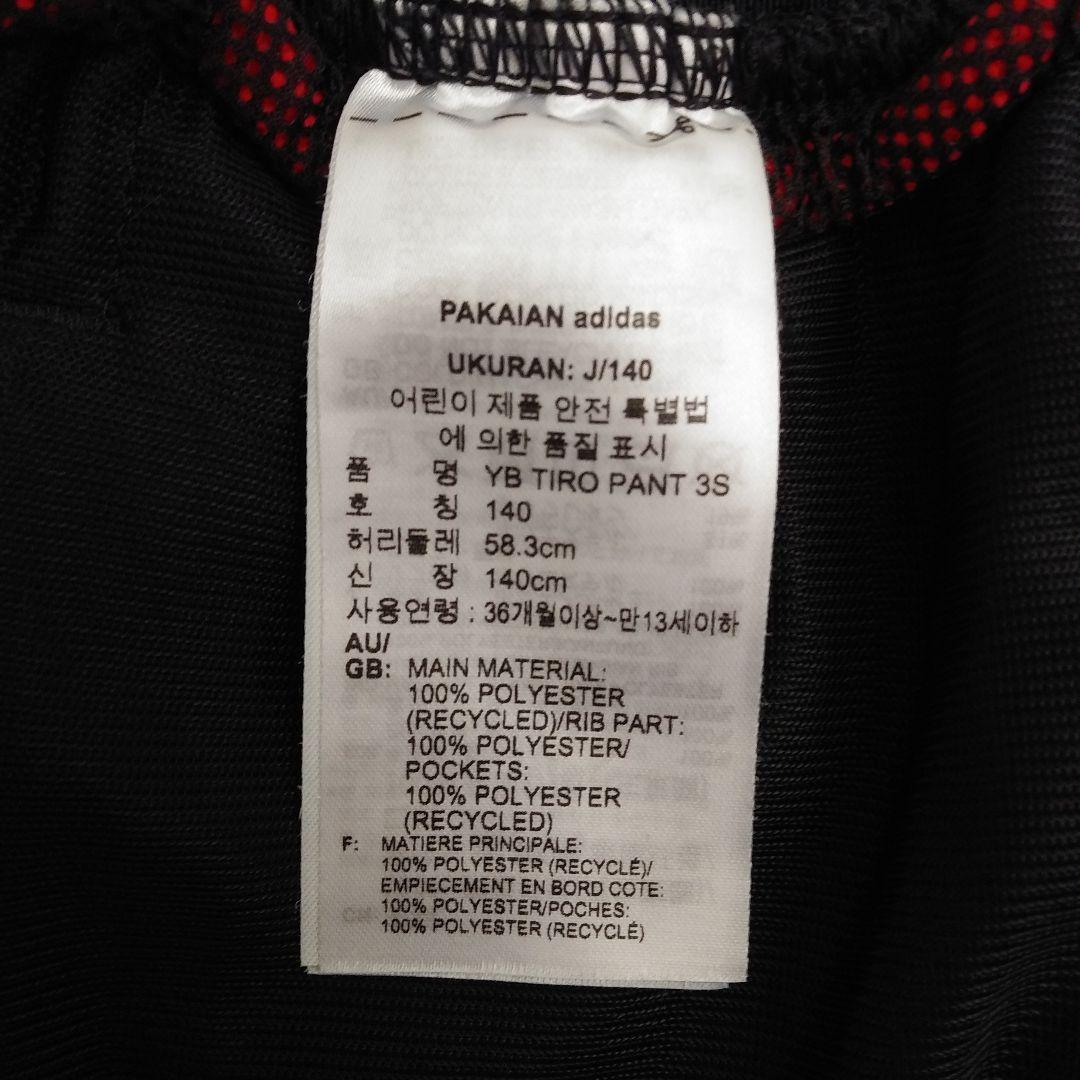 PAKAIAN adidas
UKURAN: J/140
어린이 제품 안전 특별법
에 의한 품질 표시
품 명 YB TIRO PANT 3S
호 칭 140
허리둘레 58.3cm
신 장 140cm
사용연령 : 36개월이상~만13세이하
AU/
GB: MAIN MATERIAL:
100% POLYESTER
(RECYCLED)/RIB PART:
100% POLYESTER/
POCKETS:
100% POLYESTER
(RECYCLED)
F: MATIERE PRINCIPALE:
100% POLYESTER (RECYCLÉ)/
EMPIECEMENT EN BORD COTE:
100% POLYESTER/POCHES:
100% POLYESTER (RECYCLÉ)